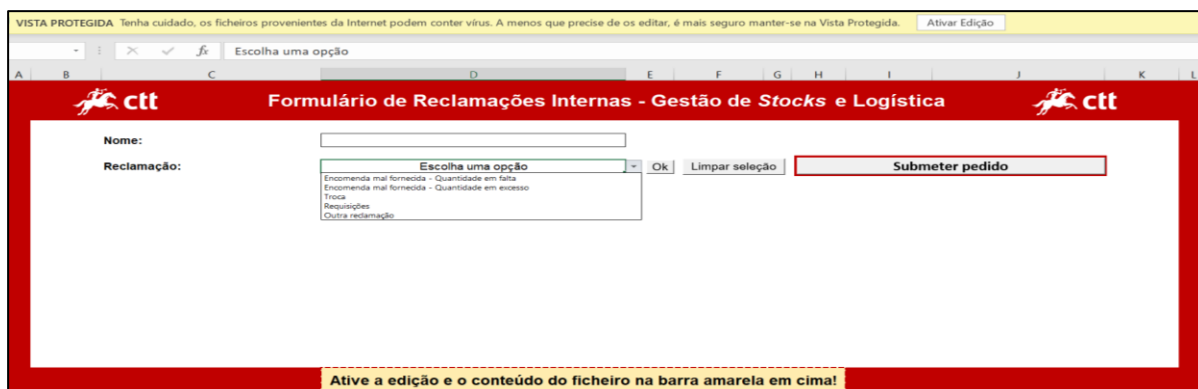 VISTA PROTEGIDA Tenha cuidado, os ficheiros provenientes da Internet podem conter vírus. A menos que precise de os editar, é mais seguro manter-se na Vista Protegida. Ativar Edição
fx Escolha uma opção
A B C D E F G H I J K L
ctt Formulário de Reclamações Internas - Gestão de Stocks e Logística ctt
Nome:
Reclamação: Escolha uma opção Ok Limpar seleção Submeter pedido
Encomenda mal fornecida - Quantidade em falta
Encomenda mal fornecida - Quantidade em excesso
Troca
Requisições
Outra reclamação
Ative a edição e o conteúdo do ficheiro na barra amarela em cima!